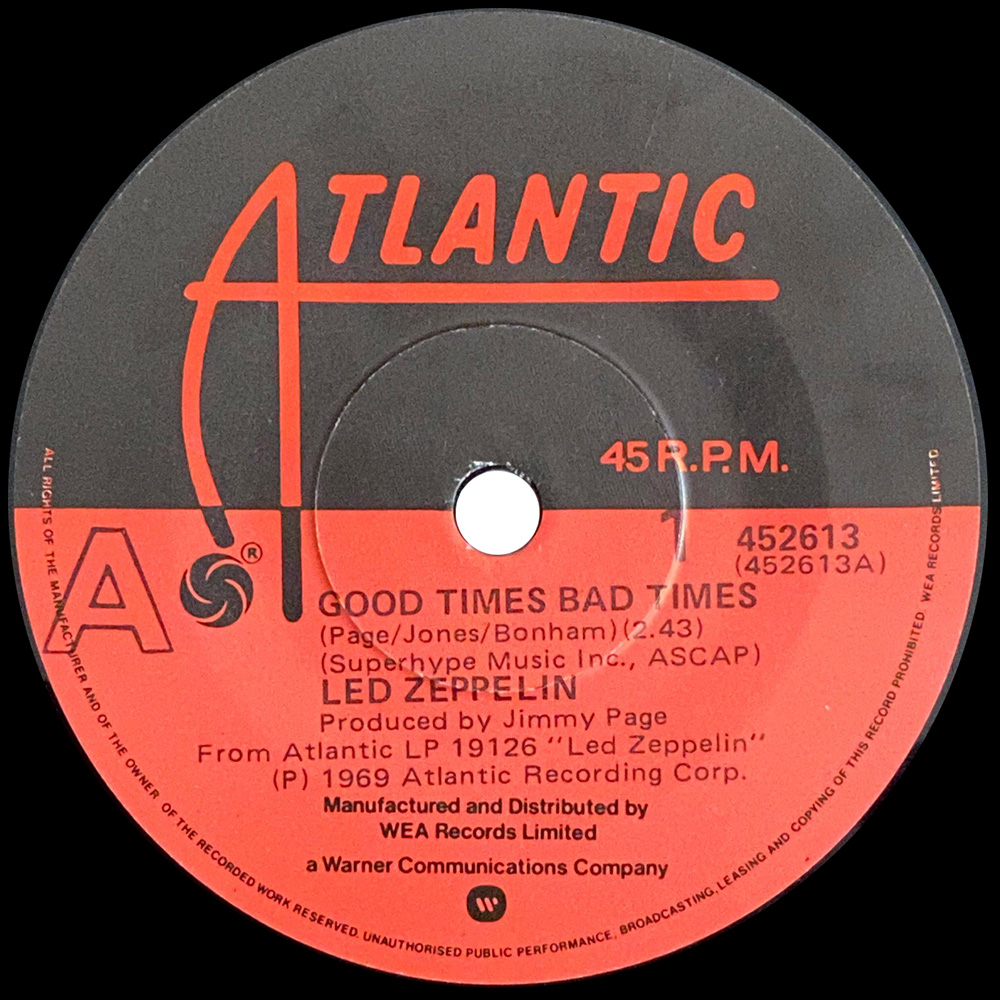 ATLANTIC
45 R.P.M.
A
®
452613
(452613A)
GOOD TIMES BAD TIMES
(Page/Jones/Bonham)(2.43)
(Superhype Music Inc., ASCAP)
LED ZEPPELIN
Produced by Jimmy Page
From Atlantic LP 19126 "Led Zeppelin"
(P) 1969 Atlantic Recording Corp.
Manufactured and Distributed by
WEA Records Limited
a Warner Communications Company
ALL RIGHTS OF THE MANUFACTURER AND OF THE OWNER OF THE RECORDED WORK RESERVED. UNAUTHORISED PUBLIC PERFORMANCE, BROADCASTING, LEASING AND COPYING OF THIS RECORD PROHIBITED. WEA RECORDS LIMITED